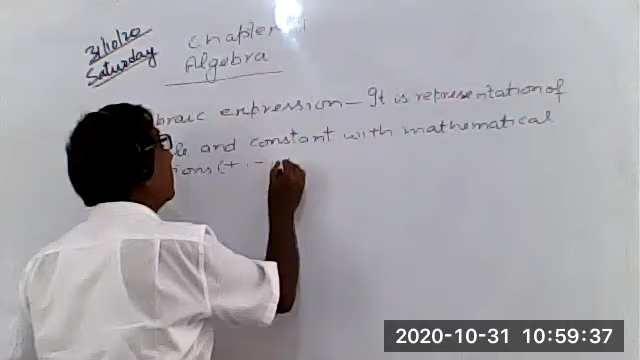 31/10/20
Saturday
Chapter
Algebra
braic expression - It is representation of
le and constant with mathematical
tions (+, -
2020-10-31 10:59:37